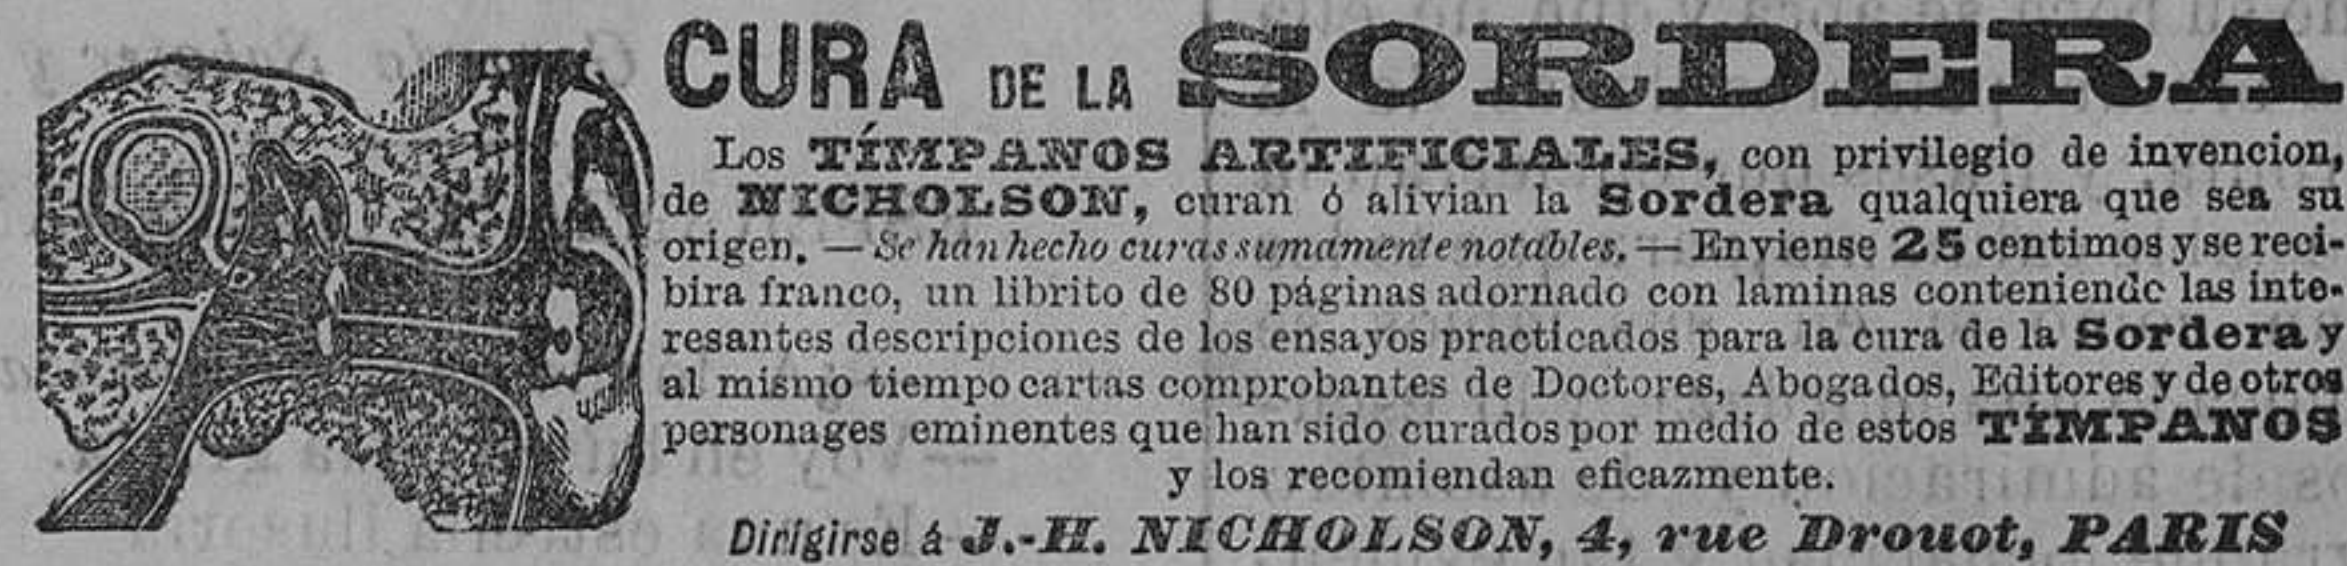 CURA DE LA SORDERA
Los TÍMPANOS ARTIFICIALES, con privilegio de invencion,
de NICHOLSON, curan ó alivian la Sordera qualquiera que sea su
origen. — Se han hecho curas sumamente notables. — Enviense 25 centimos y se reci-
bira franco, un librito de 80 páginas adornado con laminas conteniendo las inte-
resantes descripciones de los ensayos practicados para la cura de la Sordera y
al mismo tiempo cartas comprobantes de Doctores, Abogados, Editores y de otros
personages eminentes que han sido curados por medio de estos TÍMPANOS
y los recomiendan eficazmente.
Dirigirse á J.-H. NICHOLSON, 4, rue Drouot, PARIS